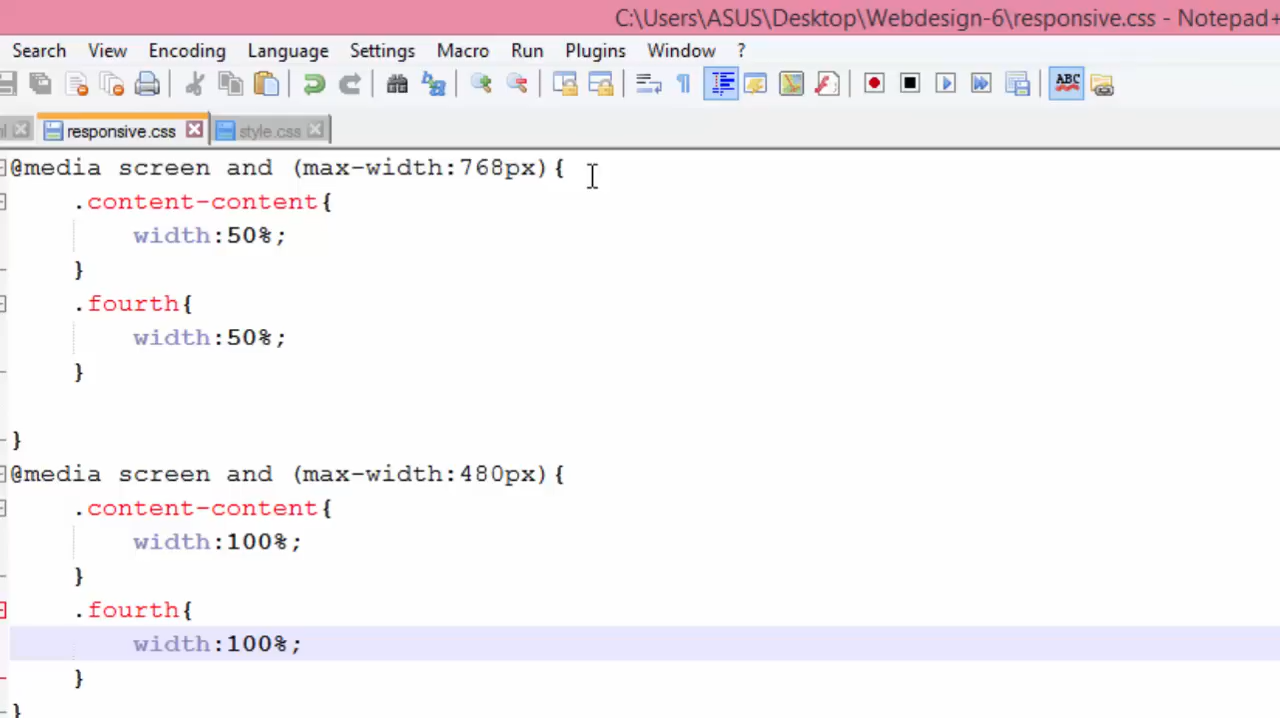 C:\Users\ASUS\Desktop\Webdesign-6\responsive.css - Notepad+
Search View Encoding Language Settings Macro Run Plugins Window ?
ABC
responsive.css style.css
@media screen and (max-width:768px){
.content-content{
width:50%;
}
.fourth{
width:50%;
}
}
@media screen and (max-width:480px){
.content-content{
width:100%;
}
.fourth{
width:100%;
}
}